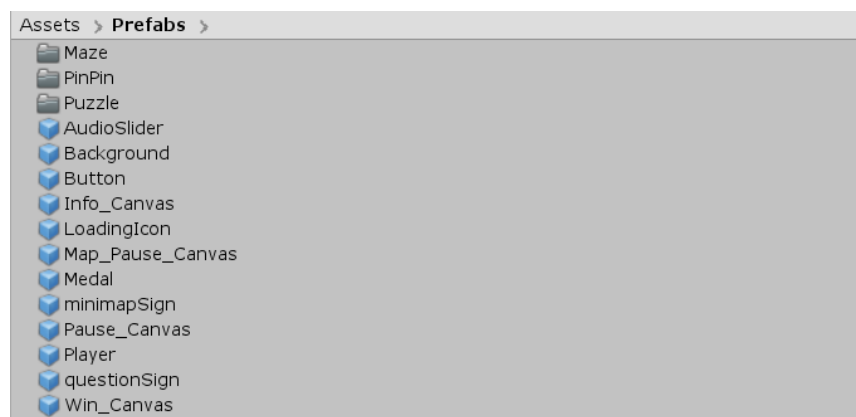 Assets > Prefabs >
Maze
PinPin
Puzzle
AudioSlider
Background
Button
Info_Canvas
LoadingIcon
Map_Pause_Canvas
Medal
minimapSign
Pause_Canvas
Player
questionSign
Win_Canvas